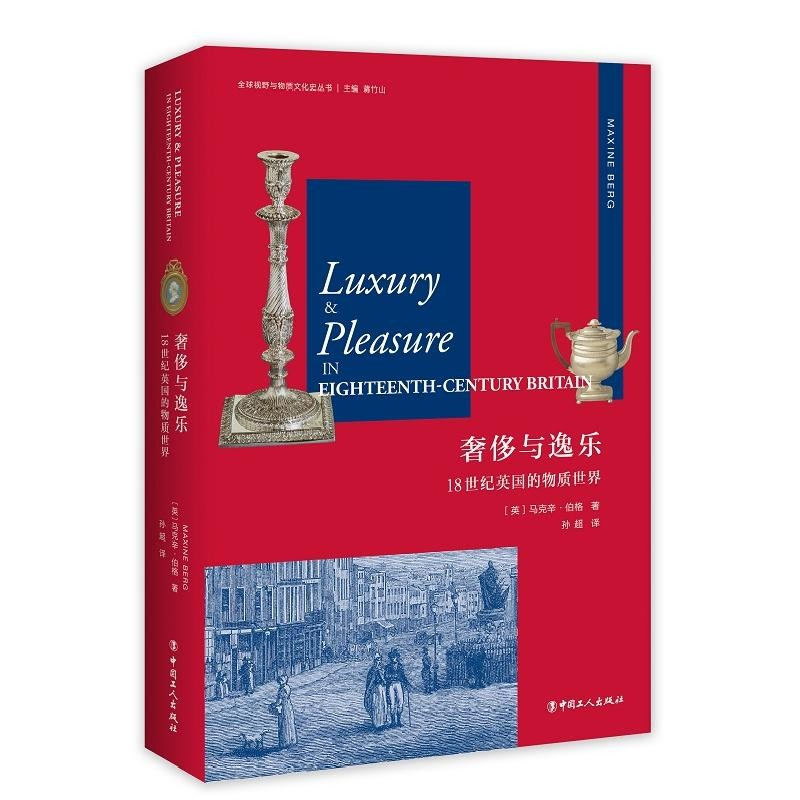 LUXURY & PLEASURE
IN EIGHTEENTH-CENTURY BRITAIN
奢侈与逸乐
18世纪英国的物质世界
[英]马克辛·伯格 著
MAXINE BERG
孙超 译
中国工人出版社
全球视野与物质文化史丛书 | 主编 蒋竹山
MAXINE BERG
Luxury
&
Pleasure
IN
EIGHTEENTH-CENTURY BRITAIN
奢侈与逸乐
18世纪英国的物质世界
[英]马克辛·伯格 著
孙超 译
中国工人出版社